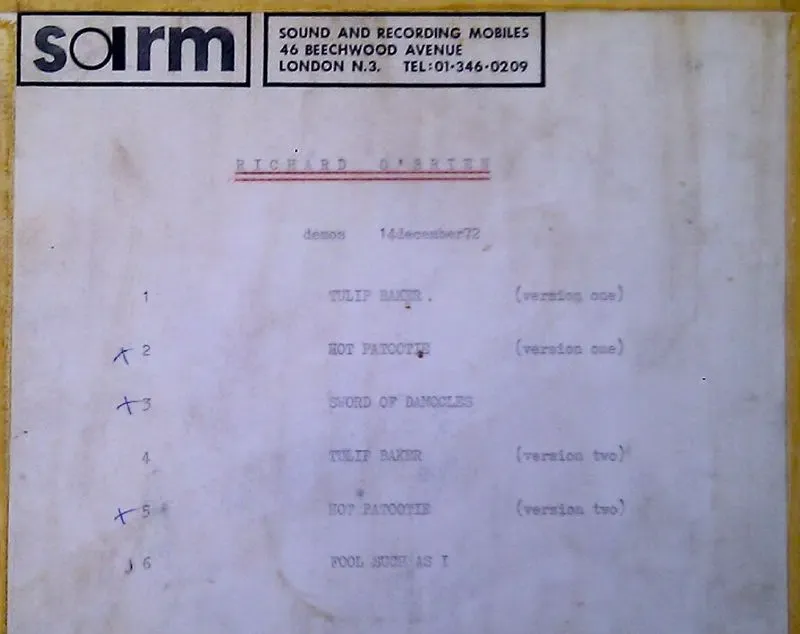 sarm
SOUND AND RECORDING MOBILES
46 BEECHWOOD AVENUE
LONDON N.3. TEL:01·346·0209
RICHARD O'BRIEN
demos 14december72
1 TULIP BAKER. (version one)
x 2 HOT PATOOTIE (version one)
x 3 SWORD OF DAMOCLES
4 TULIP BAKER (version two)
x 5 HOT PATOOTIE (version two)
6 FOOL SUCH AS I